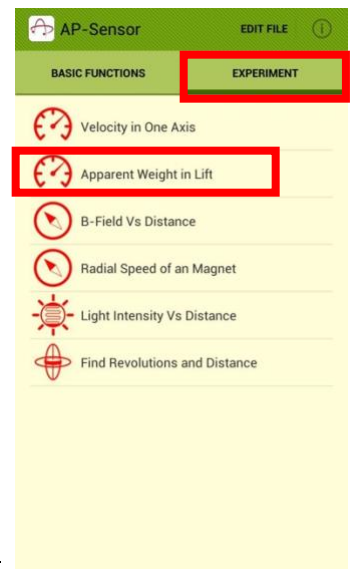 AP-Sensor EDIT FILE i
BASIC FUNCTIONS EXPERIMENT
Velocity in One Axis
Apparent Weight in Lift
B-Field Vs Distance
Radial Speed of an Magnet
Light Intensity Vs Distance
Find Revolutions and Distance